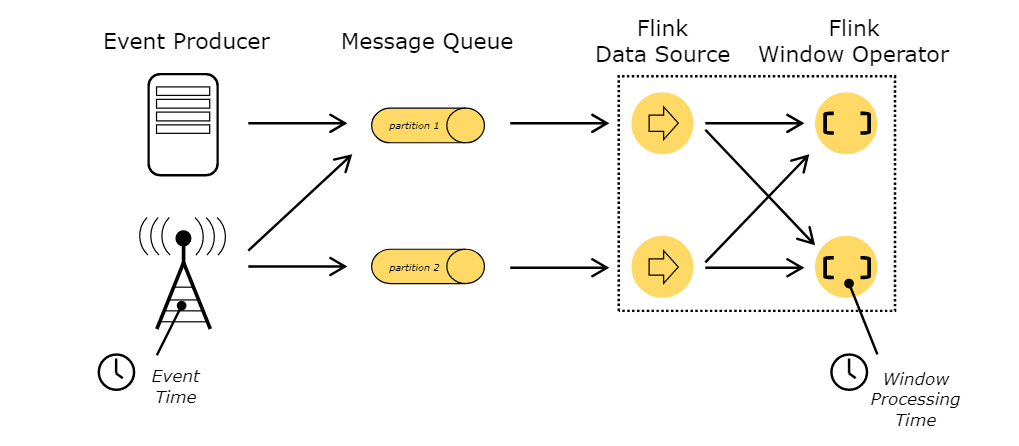 Event Producer
Message Queue
Flink
Data Source
Flink
Window Operator
partition 1
partition 2
Event
Time
Window
Processing
Time